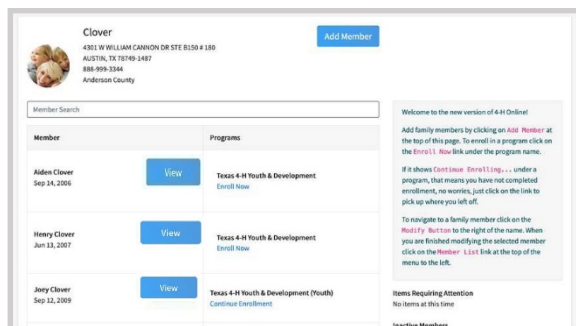 Clover
4301 W WILLIAM CANNON DR STE B150 # 180
AUSTIN, TX 78749-1487
888-999-3344
Anderson County
Add Member
Member Search
Member
Programs
Aiden Clover
Sep 14, 2006
View
Texas 4-H Youth & Development
Enroll Now
Henry Clover
Jun 13, 2007
View
Texas 4-H Youth & Development
Enroll Now
Joey Clover
Sep 12, 2009
View
Texas 4-H Youth & Development (Youth)
Continue Enrollment
Welcome to the new version of 4-H Online!
Add family members by clicking on Add Member at
the top of this page. To enroll in a program click on
the Enroll Now link under the program name.
If it shows Continue Enrolling... under a
program, that means you have not completed
enrollment, no worries, just click on the link to
pick up where you left off.
To navigate to a family member click on the
Modify Button to the right of the name. When
you are finished modifying the selected member
click on the Member List link at the top of the
menu to the left.
Items Requiring Attention
No items at this time
Inactive Members